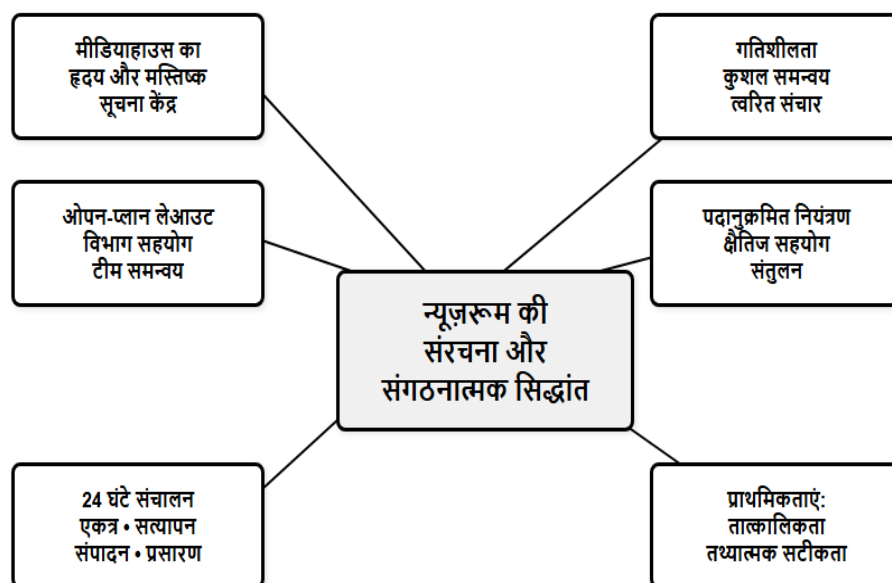 मीडियाहाउस का
हृदय और मस्तिष्क
सूचना केंद्र
गतिशीलता
कुशल समन्वय
त्वरित संचार
ओपन-प्लान लेआउट
विभाग सहयोग
टीम समन्वय
पदानुक्रमित नियंत्रण
क्षैतिज सहयोग
संतुलन
न्यूज़रूम की
संरचना और
संगठनात्मक सिद्धांत
24 घंटे संचालन
एकत्र • सत्यापन
संपादन • प्रसारण
प्राथमिकताएं:
तात्कालिकता
तथ्यात्मक सटीकता